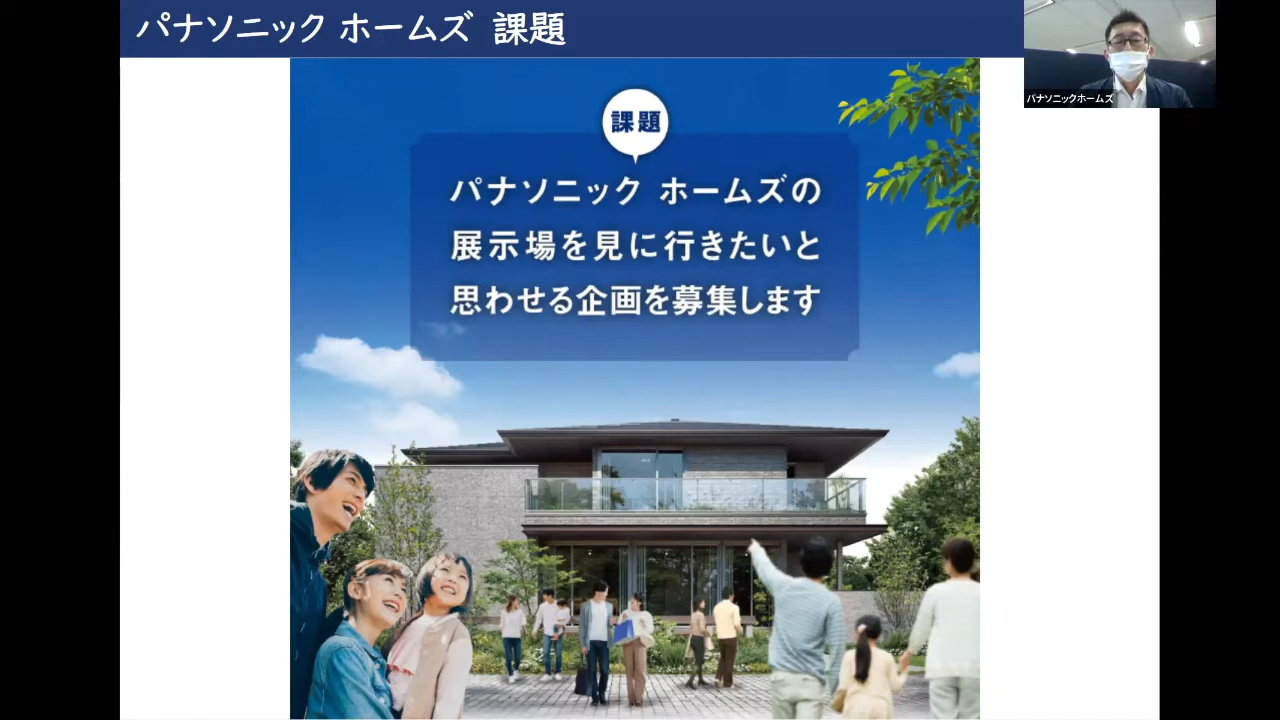 パナソニック ホームズ 課題
パナソニックホームズ
課題
パナソニック ホームズの
展示場を見に行きたいと
思わせる企画を募集します